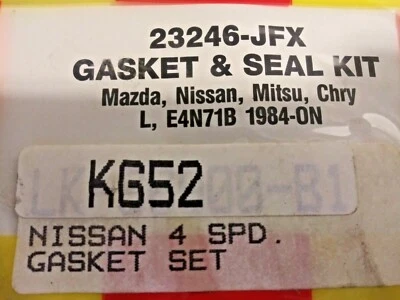 23246-JFX
GASKET & SEAL KIT
Mazda, Nissan, Mitsu, Chry
L, E4N71B 1984-ON
KG52
NISSAN 4 SPD.
GASKET SET